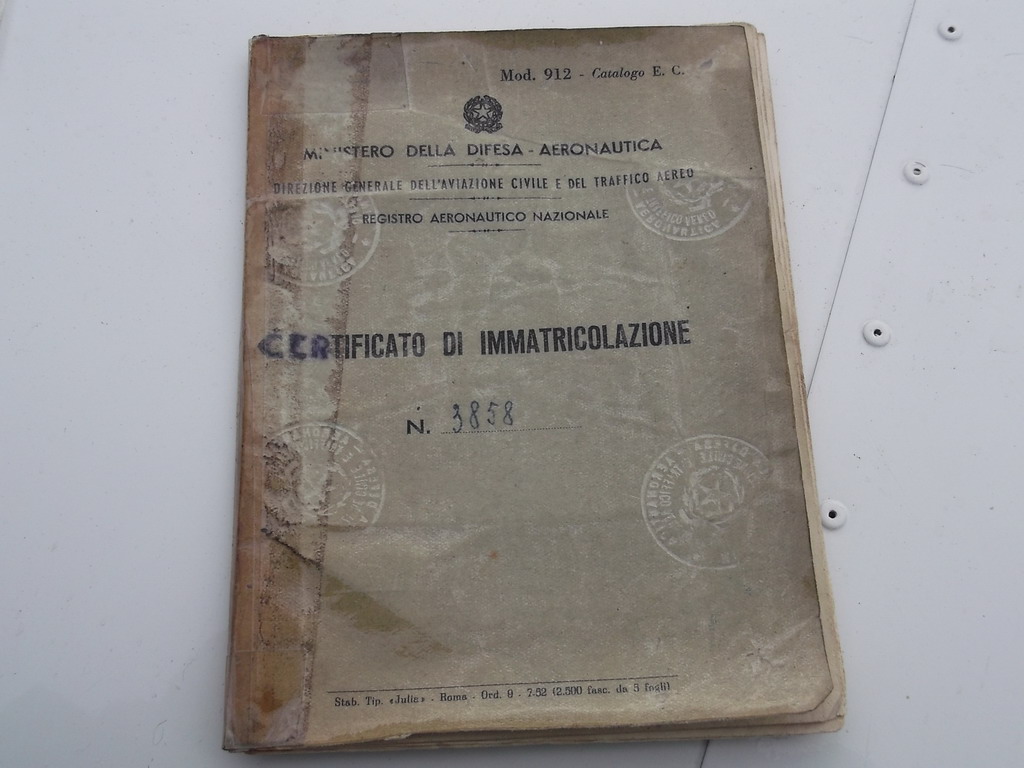 Mod. 912 - Catalogo E. C.
MINISTERO DELLA DIFESA - AERONAUTICA
DIREZIONE GENERALE DELL'AVIAZIONE CIVILE E DEL TRAFFICO AEREO
REGISTRO AERONAUTICO NAZIONALE
CERTIFICATO DI IMMATRICOLAZIONE
N. 3858
Stab. Tip. «Julia» - Roma - Ord. 9 - 7-52 (2.500 fasc. da 5 fogli)